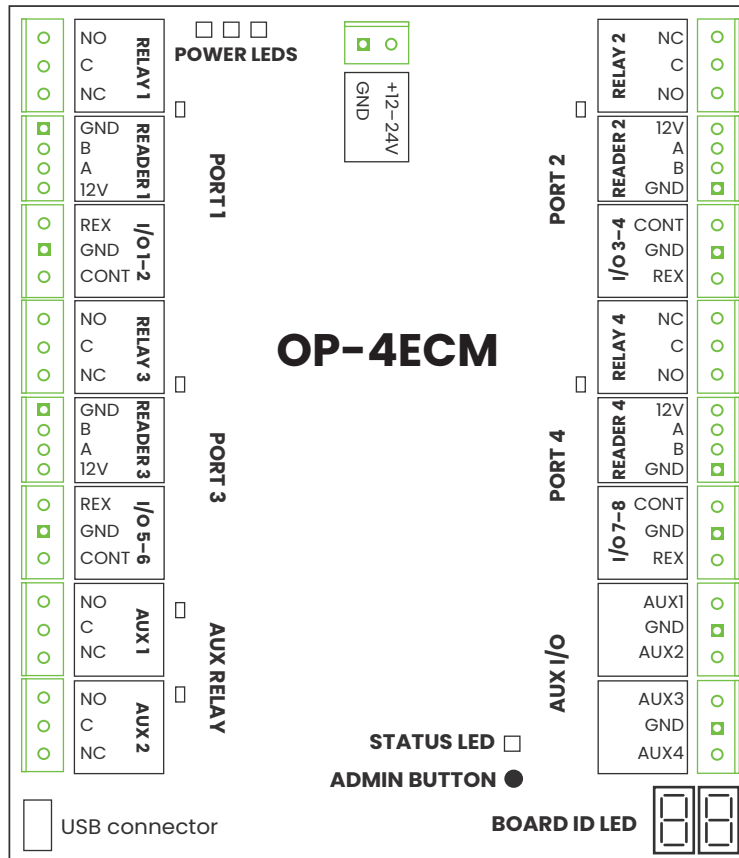 POWER LEDS
GND
+12-24V
NO
C
NC
RELAY 1
GND
B
A
12V
READER 1
PORT 1
REX
GND
CONT
I/O 1-2
NO
C
NC
RELAY 3
GND
B
A
12V
READER 3
PORT 3
REX
GND
CONT
I/O 5-6
NO
C
NC
AUX 1
AUX RELAY
NO
C
NC
AUX 2
OP-4ECM
RELAY 2
NC
C
NO
READER 2
12V
A
B
GND
PORT 2
I/O 3-4
CONT
GND
REX
RELAY 4
NC
C
NO
READER 4
12V
A
B
GND
PORT 4
I/O 7-8
CONT
GND
REX
AUX I/O
AUX1
GND
AUX2
AUX3
GND
AUX4
STATUS LED
ADMIN BUTTON
USB connector
BOARD ID LED
88